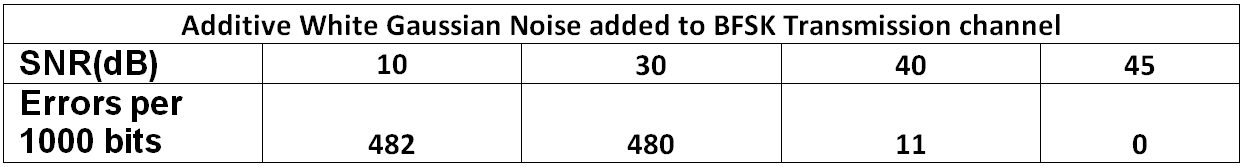 Additive White Gaussian Noise added to BFSK Transmission channel
SNR(dB) 10 30 40 45
Errors per
1000 bits 482 480 11 0